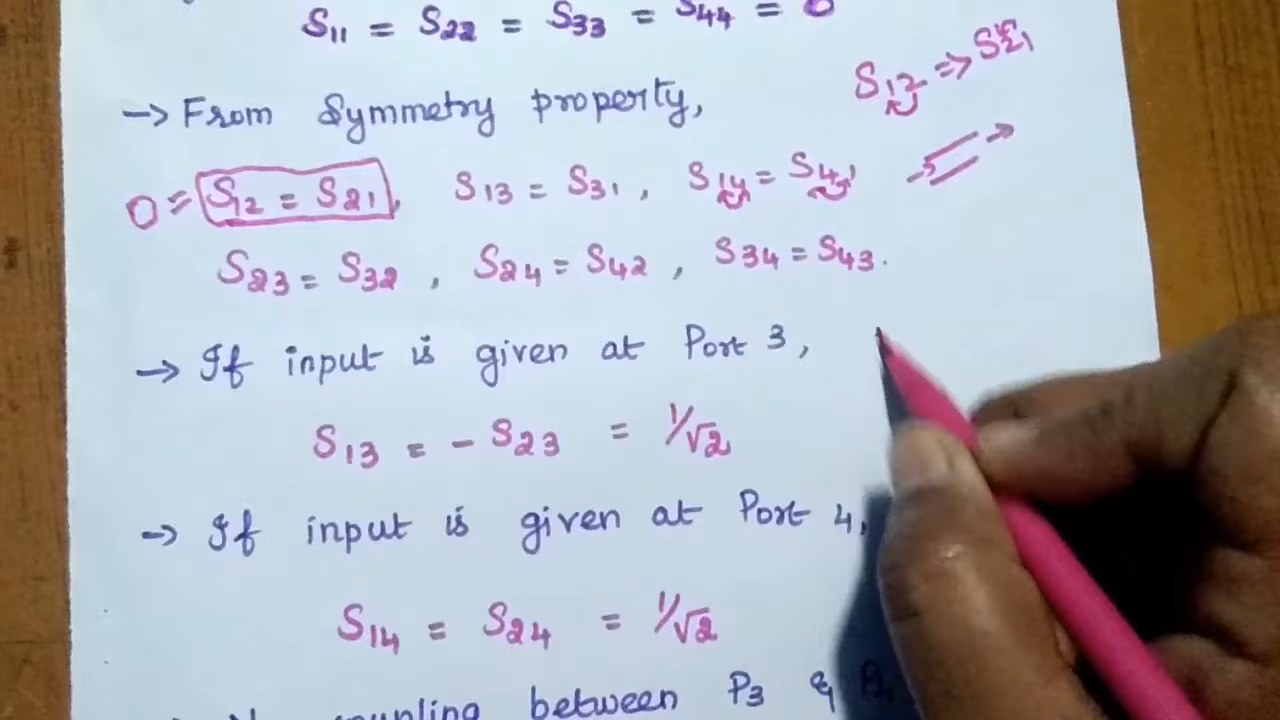 S11 = S22 = S33 = S44 = 0
→ From Symmetry property,
S12 => S21
0 = S12 = S21, S13 = S31, S14 = S41
S23 = S32, S24 = S42, S34 = S43.
→ If input is given at Port 3,
S13 = - S23 = 1/√2
→ If input is given at Port 4,
S14 = S24 = 1/√2
coupling between P3 &